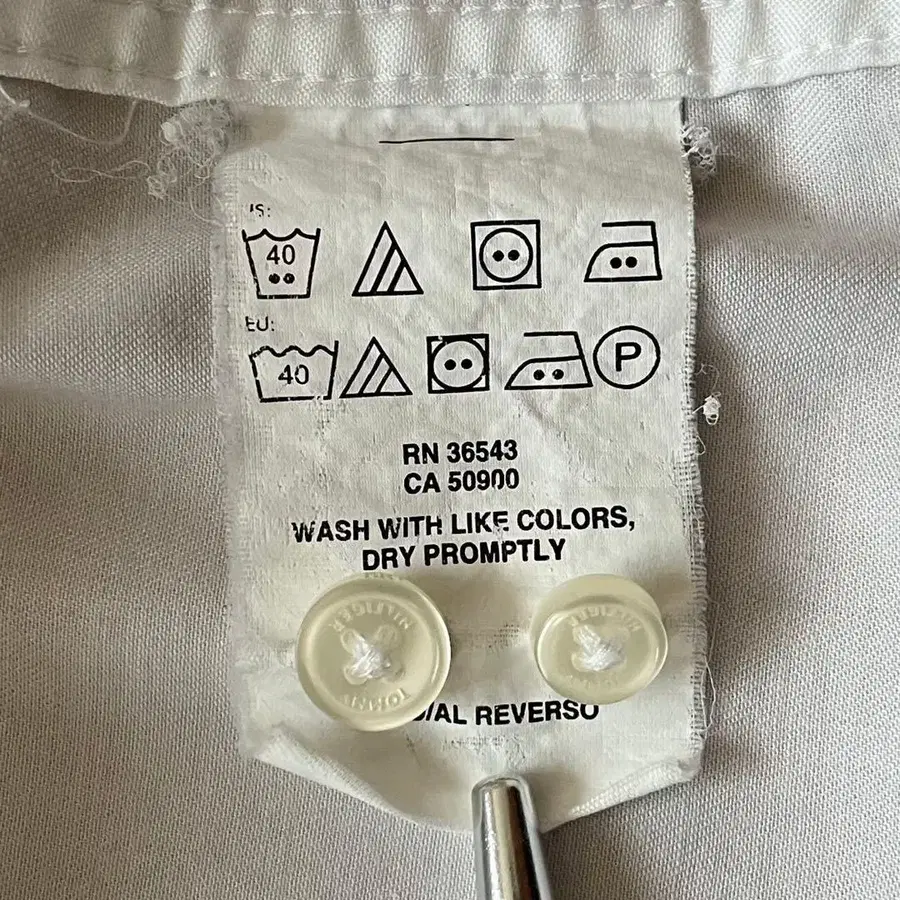 US:
40
EU:
40 P
RN 36543
CA 50900
WASH WITH LIKE COLORS,
DRY PROMPTLY
HILFIGER
TOMMY
HILFIGER
/AL REVERSO